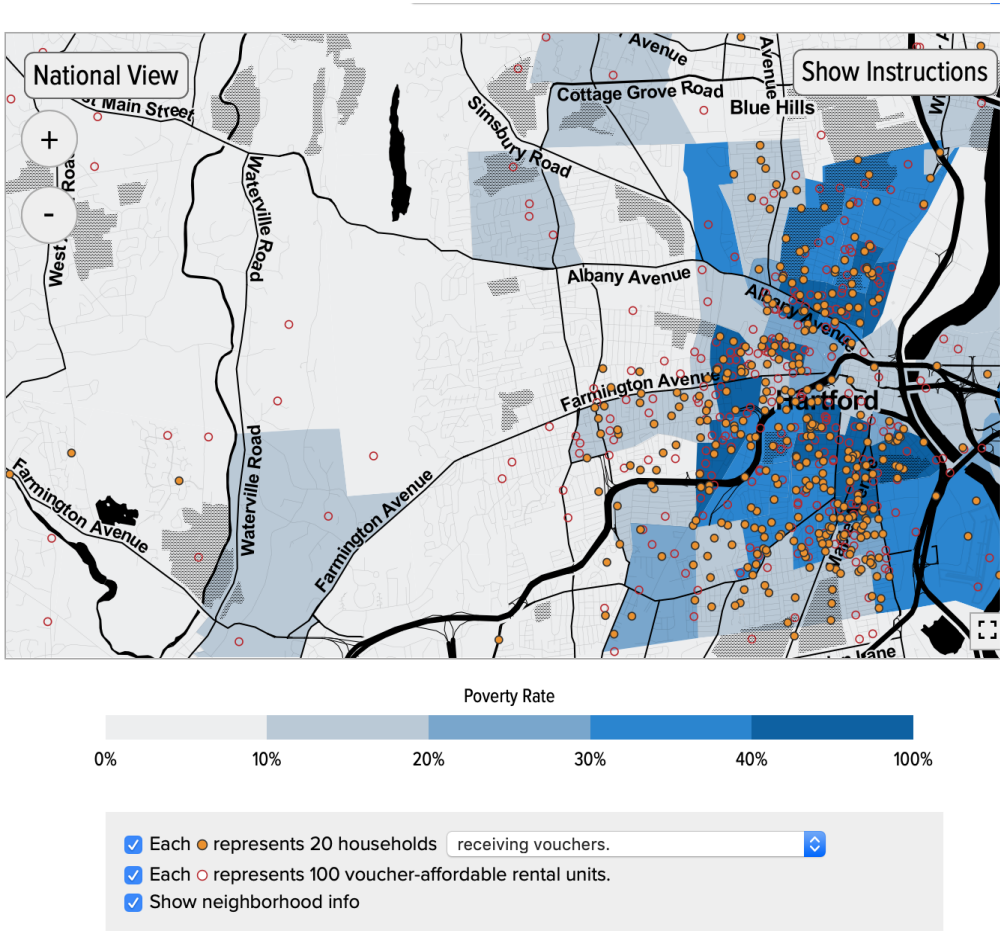 National View
Show Instructions
Avenue
Avenue
Cottage Grove Road
Blue Hills
st Main Street
Simsbury Road
+
-
West
Road
Waterville Road
Albany Avenue
Albany Avenue
Farmington Avenue
Hartford
Waterville Road
Farmington Avenue
Farmington Avenue
Lane
Poverty Rate
0% 10% 20% 30% 40% 100%
Each represents 20 households receiving vouchers.
Each represents 100 voucher-affordable rental units.
Show neighborhood info